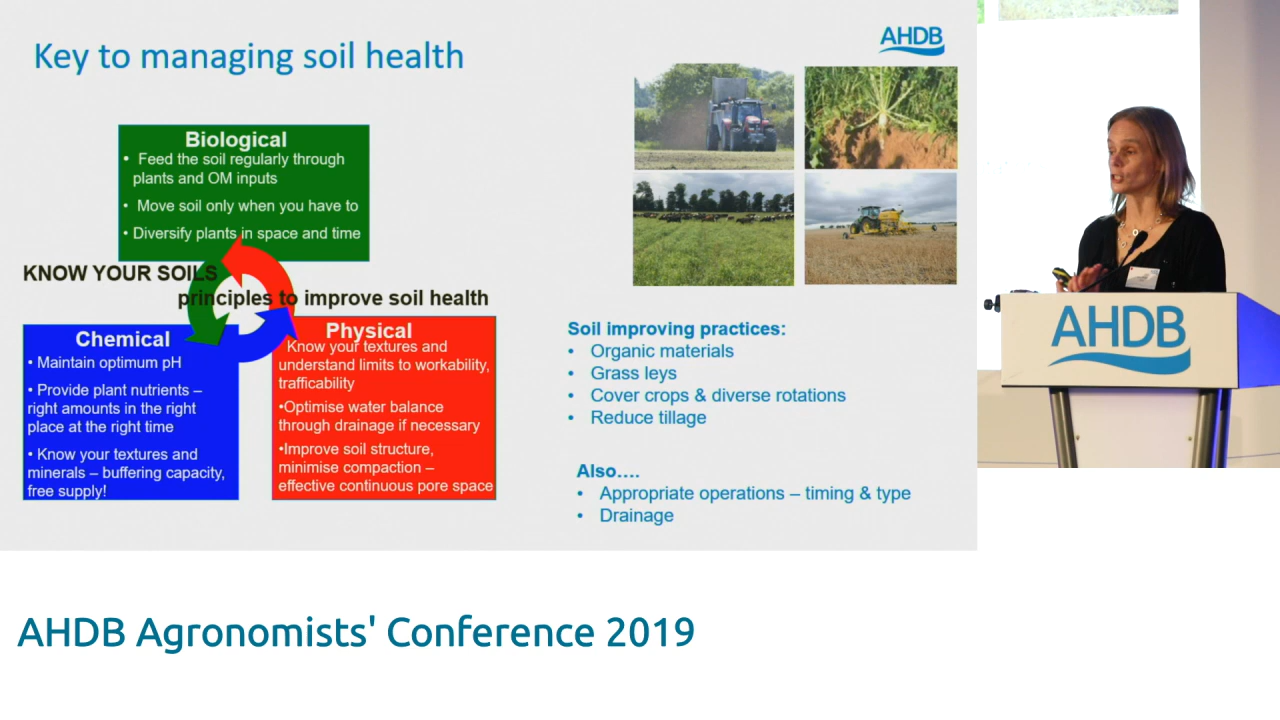 Key to managing soil health
AHDB
Biological
• Feed the soil regularly through
plants and OM inputs
• Move soil only when you have to
• Diversify plants in space and time
KNOW YOUR SOILS
principles to improve soil health
Chemical
• Maintain optimum pH
• Provide plant nutrients –
right amounts in the right
place at the right time
• Know your textures and
minerals – buffering capacity,
free supply!
Physical
Know your textures and
understand limits to workability,
trafficability
•Optimise water balance
through drainage if necessary
•Improve soil structure,
minimise compaction –
effective continuous pore space
Soil improving practices:
• Organic materials
• Grass leys
• Cover crops & diverse rotations
• Reduce tillage
Also....
• Appropriate operations – timing & type
• Drainage
AHDB
AHDB Agronomists' Conference 2019